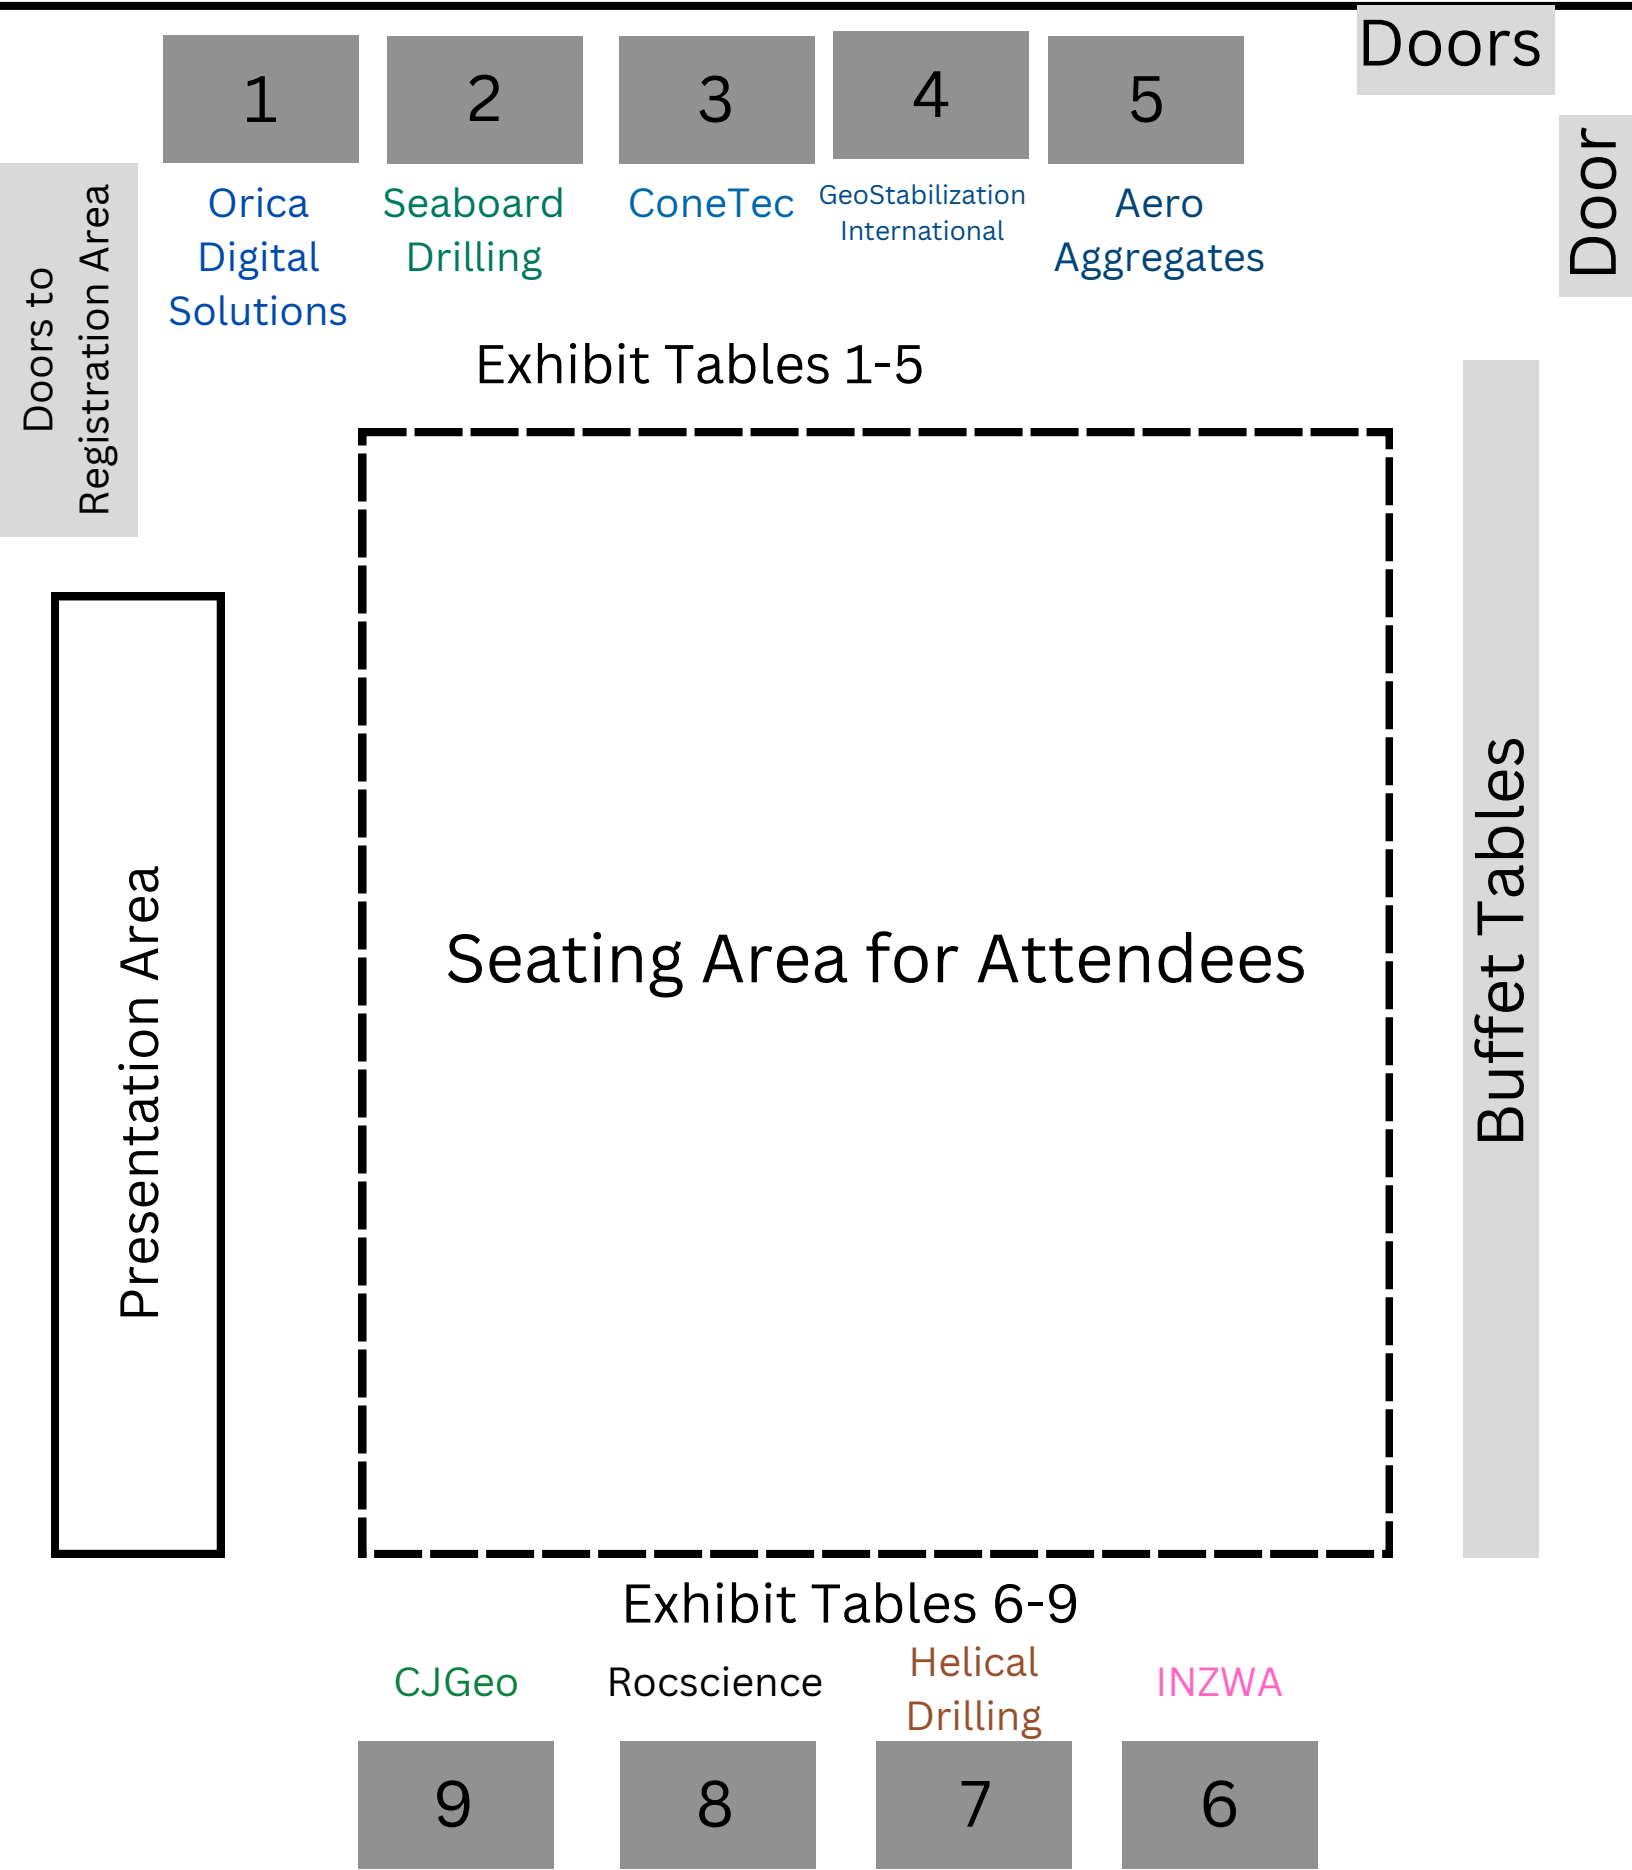 Doors
1
2
3
4
5
Door
Doors to
Registration Area
Orica
Digital
Solutions
Seaboard
Drilling
ConeTec
GeoStabilization
International
Aero
Aggregates
Exhibit Tables 1-5
Presentation Area
Seating Area for Attendees
Buffet Tables
Exhibit Tables 6-9
CJGeo
Rocscience
Helical
Drilling
INZWA
9
8
7
6